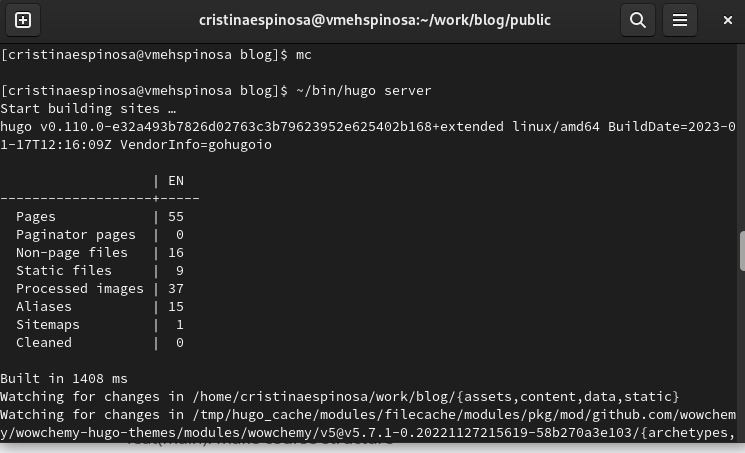 cristinaespinosa@vmehspinosa:~/work/blog/public
[cristinaespinosa@vmehspinosa blog]$ mc
[cristinaespinosa@vmehspinosa blog]$ ~/bin/hugo server
Start building sites …
hugo v0.110.0-e32a493b7826d02763c3b79623952e625402b168+extended linux/amd64 BuildDate=2023-0
1-17T12:16:09Z VendorInfo=gohugoio
                   | EN
-------------------+-----
  Pages            | 55
  Paginator pages  |  0
  Non-page files   | 16
  Static files     |  9
  Processed images | 37
  Aliases          | 15
  Sitemaps         |  1
  Cleaned          |  0
Built in 1408 ms
Watching for changes in /home/cristinaespinosa/work/blog/{assets,content,data,static}
Watching for changes in /tmp/hugo_cache/modules/filecache/modules/pkg/mod/github.com/wowchem
y/wowchemy-hugo-themes/modules/wowchemy/v5@v5.7.1-0.20221127215619-58b270a3e103/{archetypes,